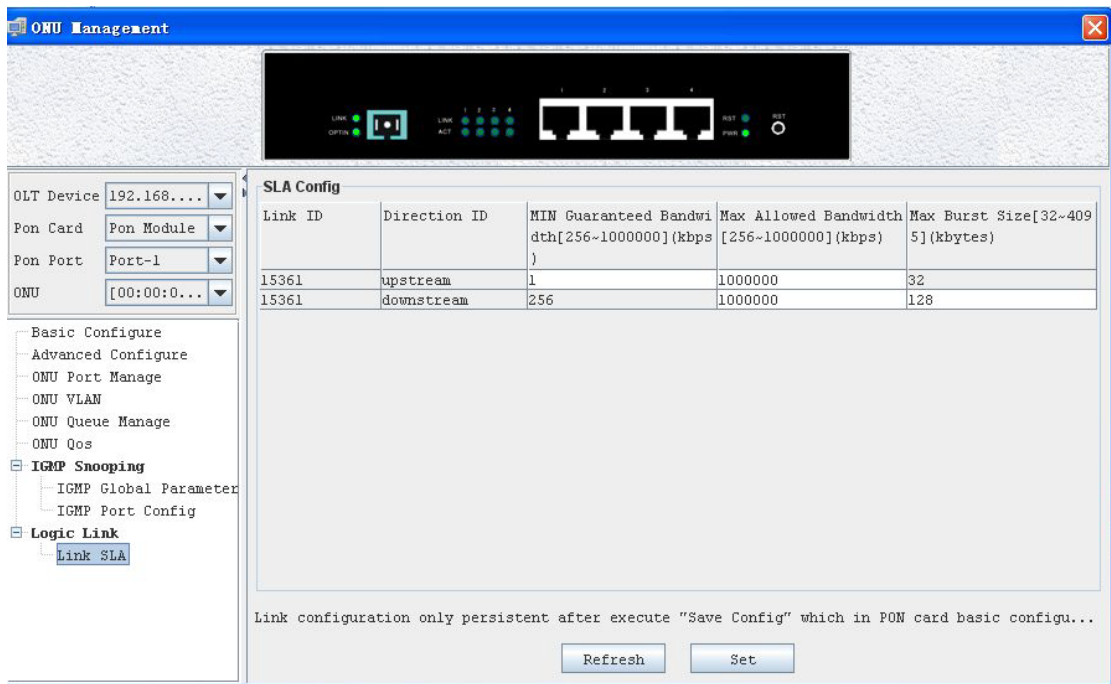 ONU Management
1 2 3 4
LINK
OPTIN
1 2 3 4
LINK
ACT
RST
PWR
RST
OLT Device 192.168....
Pon Card Pon Module
Pon Port Port-1
ONU [00:00:0...
Basic Configure
Advanced Configure
ONU Port Manage
ONU VLAN
ONU Queue Manage
ONU Qos
IGMP Snooping
IGMP Global Parameter
IGMP Port Config
Logic Link
Link SLA
SLA Config
Link ID Direction ID MIN Guaranteed Bandwi Max Allowed Bandwidth Max Burst Size[32~409
dth[256~1000000](kbps [256~1000000](kbps) 5](kbytes)
)
15361 upstream 1 1000000 32
15361 downstream 256 1000000 128
Link configuration only persistent after execute "Save Config" which in PON card basic configu...
Refresh Set